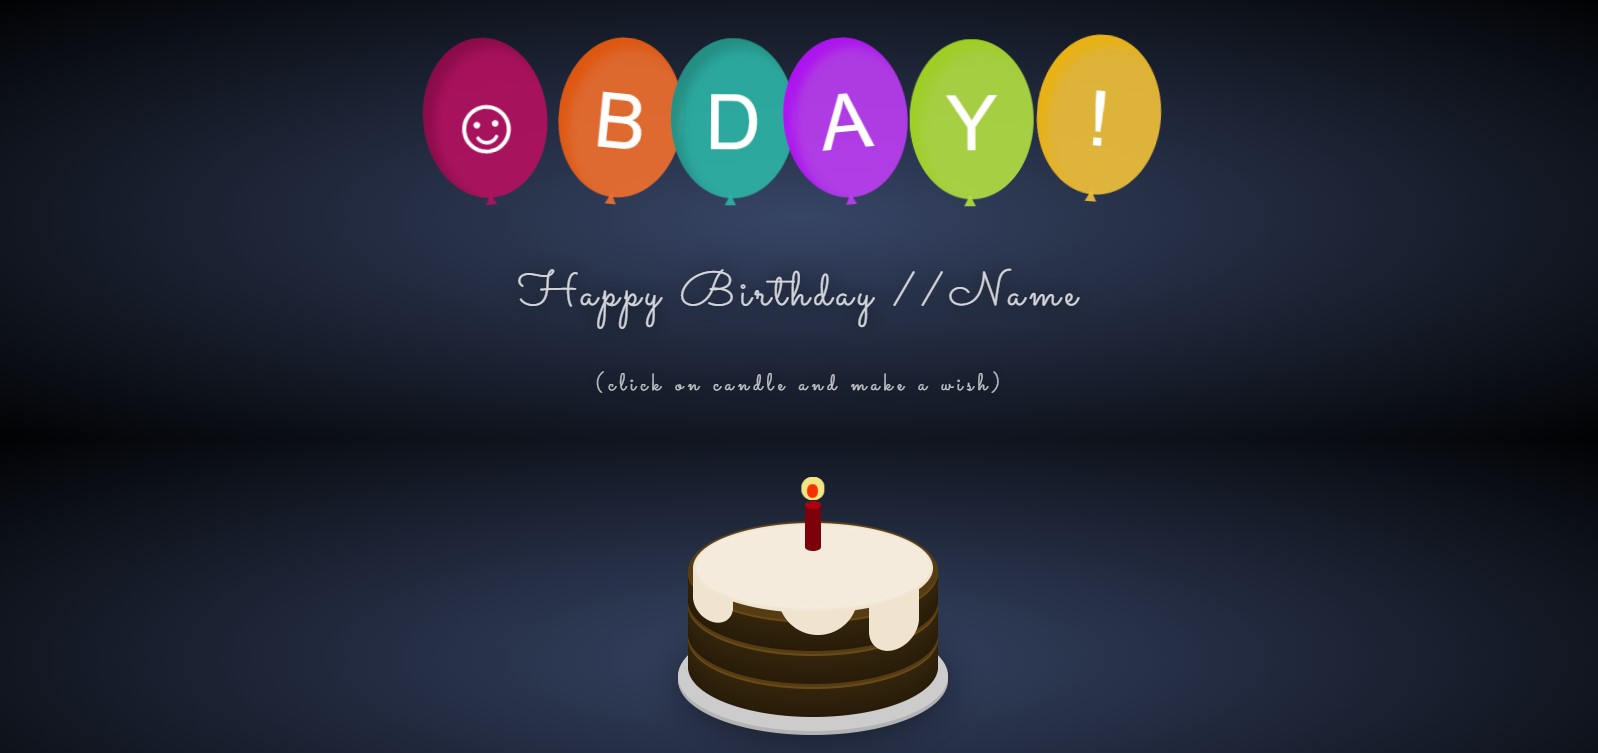 ☺ B D A Y !
Happy Birthday //Name
(click on candle and make a wish)